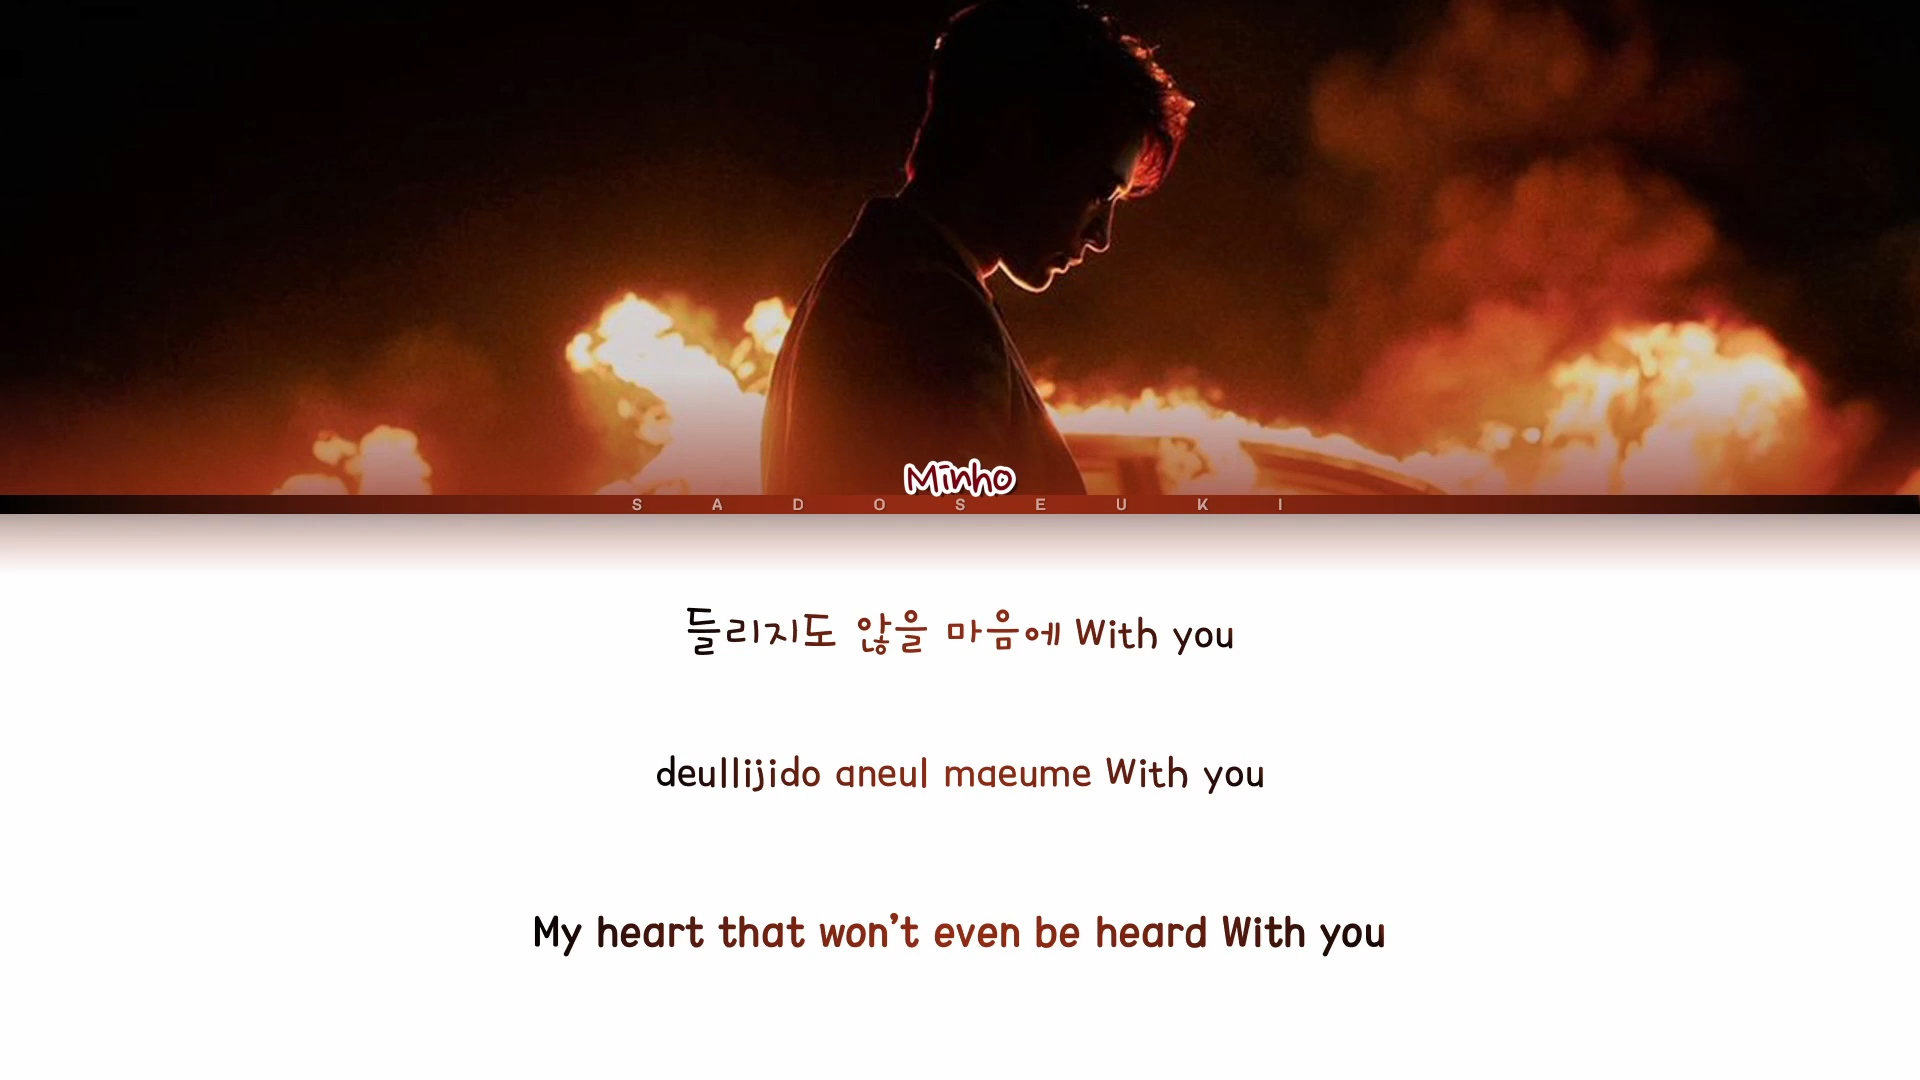 Minho
SADOSEUKI
들리지도 않을 마음에 With you
deullijido aneul maeume With you
My heart that won't even be heard With you